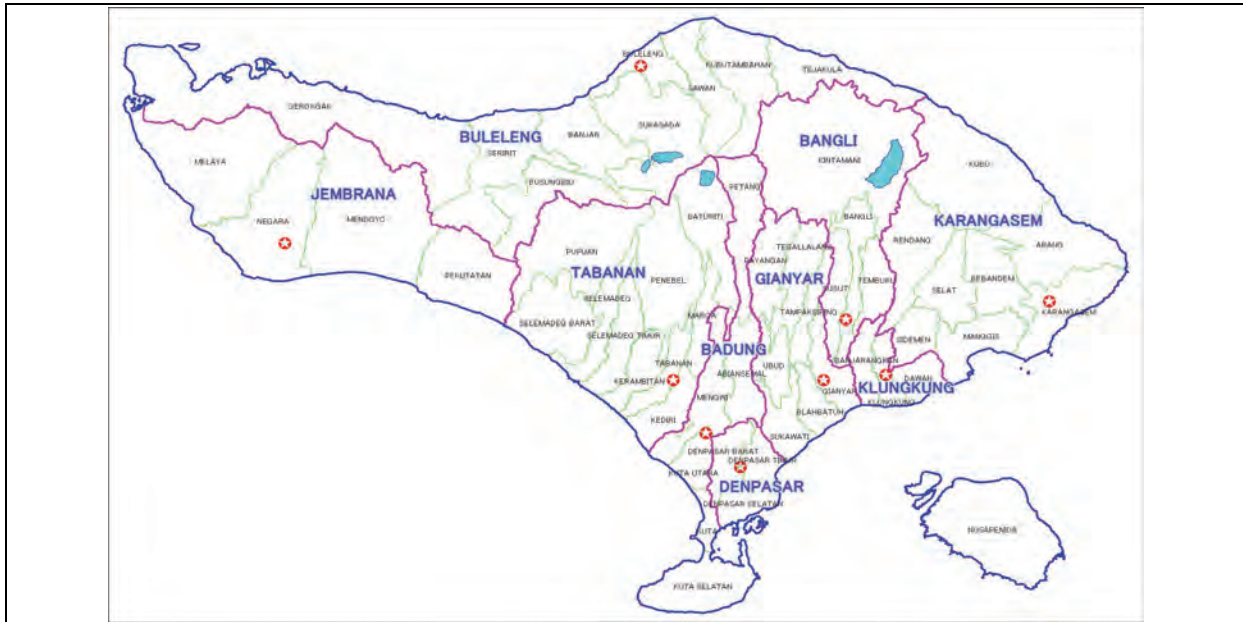 BULELENG
KUBUTAMBAHAN
TEJAKULA
SAWAN
GEROKGAK
SUKASADA
BANJAR
BULELENG
SERIRIT
BANGLI
KINTAMANI
MELAYA
KUBU
BUSUNGBIU
PETANG
JEMBRANA
NEGARA
MENDOYO
BATURITI
BANGLI
KARANGASEM
RENDANG
ABANG
PUPUAN
TEGALLALANG
PAYANGAN
TABANAN
PENEBEL
GIANYAR
PEKUTATAN
SUSUT
TEMBUKU
BEBANDEM
SELAT
SELEMADEG
MARGA
TAMPAKSIRING
KARANGASEM
SELEMADEG BARAT
SELEMADEG TIMUR
SIDEMEN
MANGGIS
BADUNG
TABANAN
ABIANSEMAL
UBUD
BANJARANGKAN
KERAMBITAN
DAWAN
KLUNGKUNG
GIANYAR
KLUNGKUNG
MENGWI
BLAHBATUH
KEDIRI
SUKAWATI
DENPASAR BARAT
DENPASAR TIMUR
KUTA UTARA
DENPASAR
DENPASAR SELATAN
KUTA
NUSAPENIDA
KUTA SELATAN